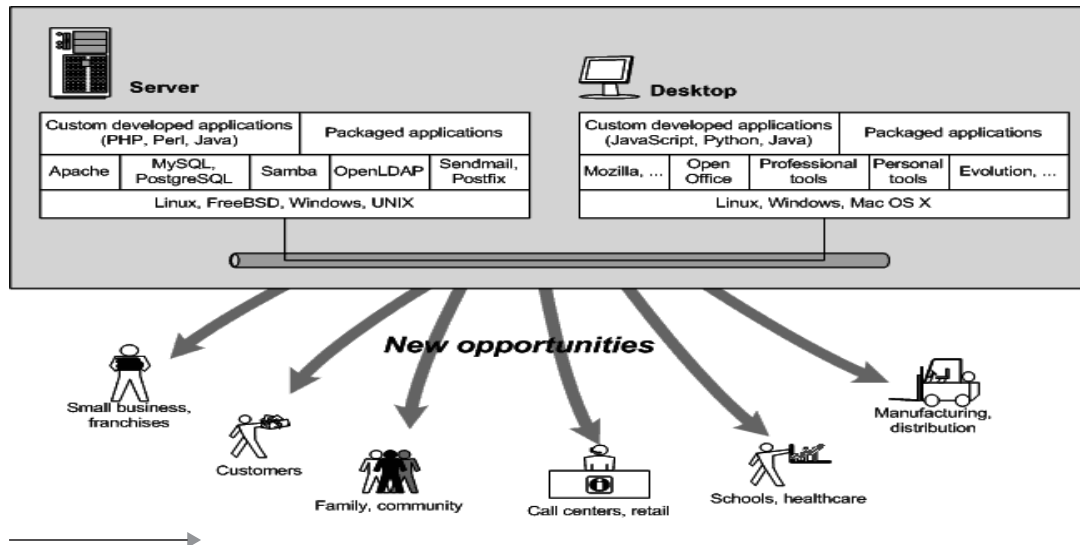 Server
Custom developed applications
(PHP, Perl, Java)
Packaged applications
Apache
MySQL,
PostgreSQL
Samba
OpenLDAP
Sendmail,
Postfix
Linux, FreeBSD, Windows, UNIX
Desktop
Custom developed applications
(JavaScript, Python, Java)
Packaged applications
Mozilla, ...
Open
Office
Professional
tools
Personal
tools
Evolution, ...
Linux, Windows, Mac OS X
New opportunities
Small business,
franchises
Customers
Family, community
Call centers, retail
Schools, healthcare
Manufacturing,
distribution